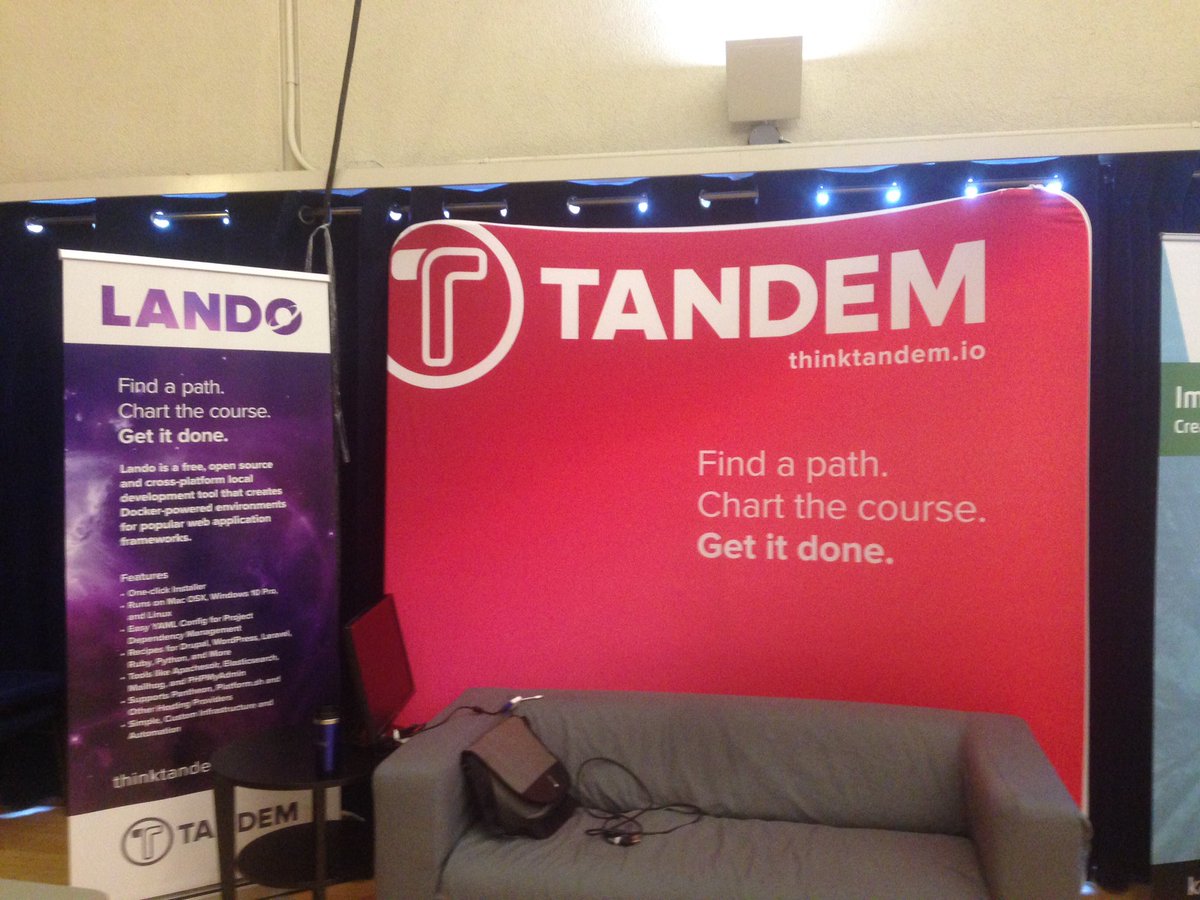 LANDO
Find a path.
Chart the course.
Get it done.
Lando is a free, open source
and cross-platform local
development tool that creates
Docker-powered environments
for popular web application
frameworks.
Features
- One-click Installer
- Runs on Mac OSX, Windows 10 Pro,
and Linux
- Easy YAML Config for Project
Dependency Management
- Recipes for Drupal, WordPress, Laravel,
Ruby, Python, and More
- Tools like Apachesolr, Elasticsearch,
Mailhog, and PHPMyAdmin
- Supports Pantheon, Platform.sh and
Other Hosting Providers
- Simple, Custom Infrastructure and
Automation
thinktande
T TANDEM
T TANDEM
thinktandem.io
Find a path.
Chart the course.
Get it done.
Im
Crea
k